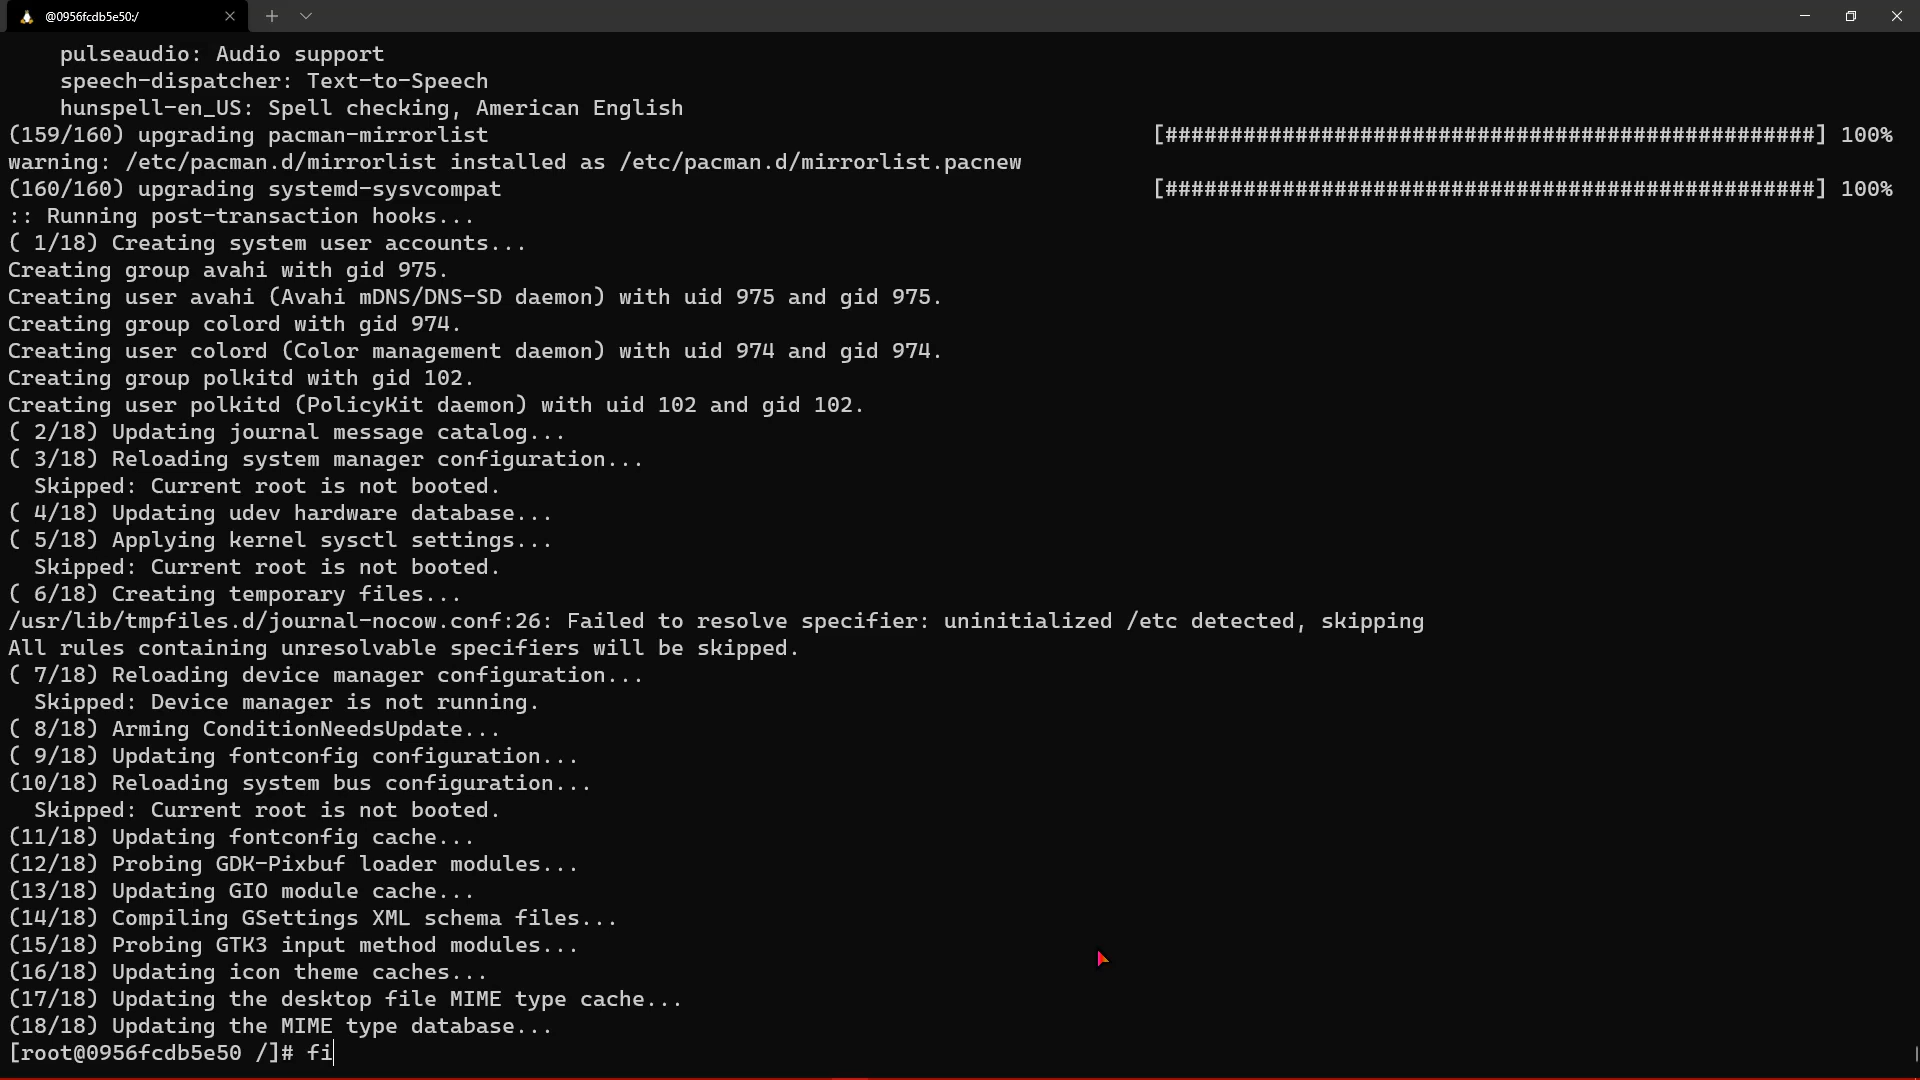 @0956fcdb5e50:/
    pulseaudio: Audio support
    speech-dispatcher: Text-to-Speech
    hunspell-en_US: Spell checking, American English
(159/160) upgrading pacman-mirrorlist [##################################################] 100%
warning: /etc/pacman.d/mirrorlist installed as /etc/pacman.d/mirrorlist.pacnew
(160/160) upgrading systemd-sysvcompat [##################################################] 100%
:: Running post-transaction hooks...
( 1/18) Creating system user accounts...
Creating group avahi with gid 975.
Creating user avahi (Avahi mDNS/DNS-SD daemon) with uid 975 and gid 975.
Creating group colord with gid 974.
Creating user colord (Color management daemon) with uid 974 and gid 974.
Creating group polkitd with gid 102.
Creating user polkitd (PolicyKit daemon) with uid 102 and gid 102.
( 2/18) Updating journal message catalog...
( 3/18) Reloading system manager configuration...
  Skipped: Current root is not booted.
( 4/18) Updating udev hardware database...
( 5/18) Applying kernel sysctl settings...
  Skipped: Current root is not booted.
( 6/18) Creating temporary files...
/usr/lib/tmpfiles.d/journal-nocow.conf:26: Failed to resolve specifier: uninitialized /etc detected, skipping
All rules containing unresolvable specifiers will be skipped.
( 7/18) Reloading device manager configuration...
  Skipped: Device manager is not running.
( 8/18) Arming ConditionNeedsUpdate...
( 9/18) Updating fontconfig configuration...
(10/18) Reloading system bus configuration...
  Skipped: Current root is not booted.
(11/18) Updating fontconfig cache...
(12/18) Probing GDK-Pixbuf loader modules...
(13/18) Updating GIO module cache...
(14/18) Compiling GSettings XML schema files...
(15/18) Probing GTK3 input method modules...
(16/18) Updating icon theme caches...
(17/18) Updating the desktop file MIME type cache...
(18/18) Updating the MIME type database...
[root@0956fcdb5e50 /]# fi